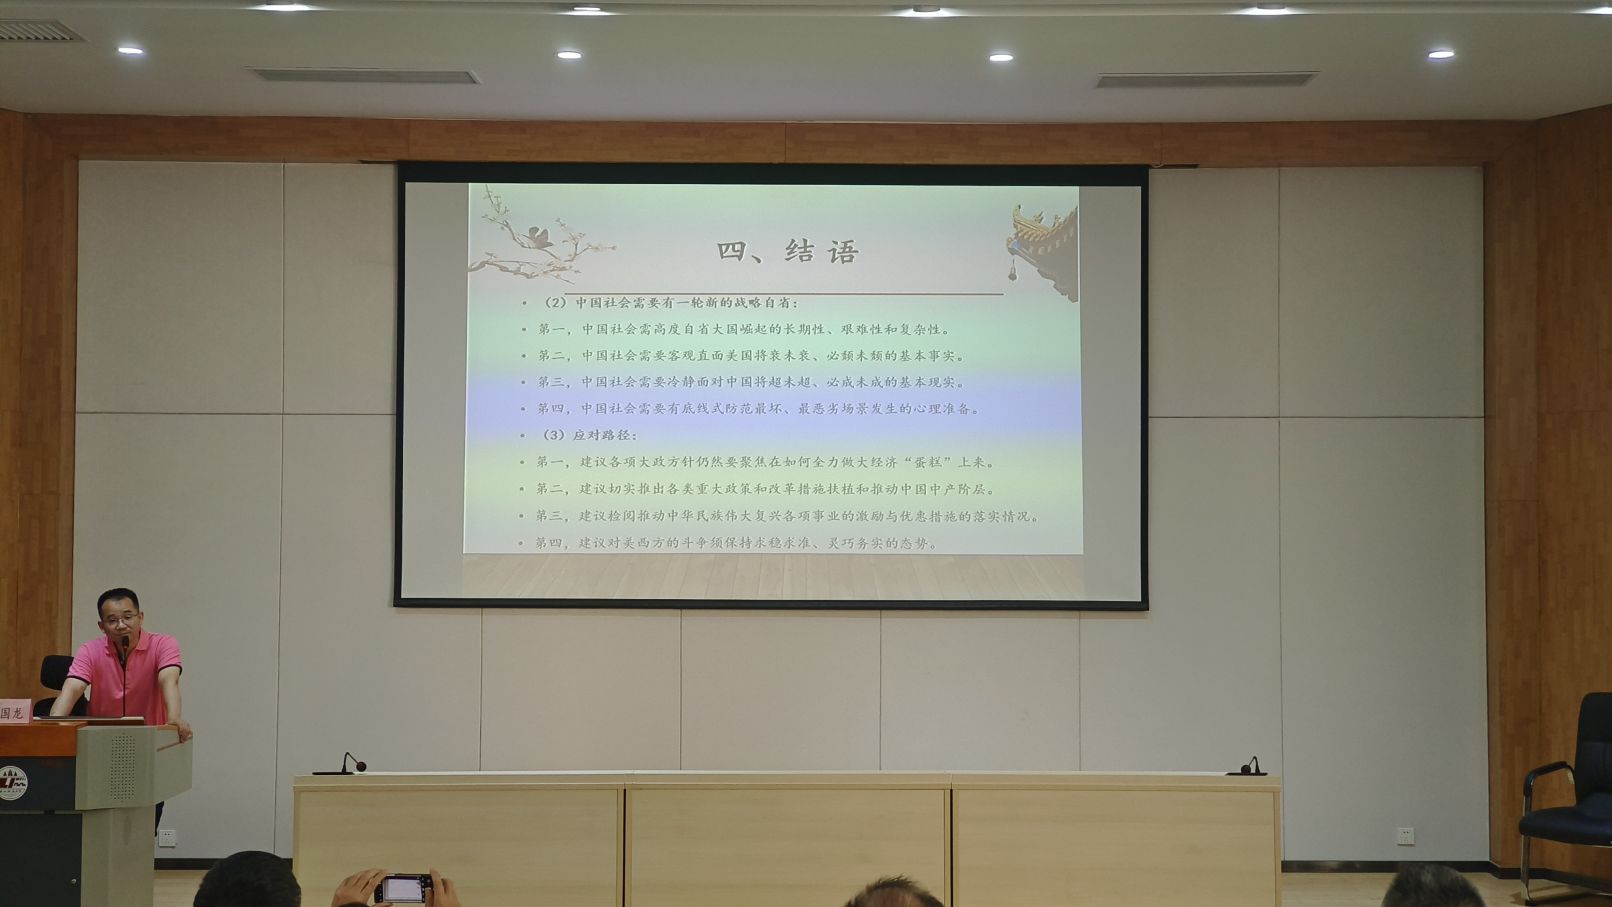 四、结语
• （2）中国社会需要有一轮新的战略自省：
• 第一，中国社会需高度自省大国崛起的长期性、艰难性和复杂性。
• 第二，中国社会需要客观直面美国将衰未衰、必颓未颓的基本事实。
• 第三，中国社会需要冷静面对中国将超未超、必成未成的基本现实。
• 第四，中国社会需要有底线式防范最坏、最恶劣场景发生的心理准备。
• （3）应对路径：
• 第一，建议各项大政方针仍然要聚焦在如何全力做大经济“蛋糕”上来。
• 第二，建议切实推出各类重大政策和改革措施扶植和推动中国中产阶层。
• 第三，建议检阅推动中华民族伟大复兴各项事业的激励与优惠措施的落实情况。
• 第四，建议对美西方的斗争须保持求稳求准、灵巧务实的态势。
国龙